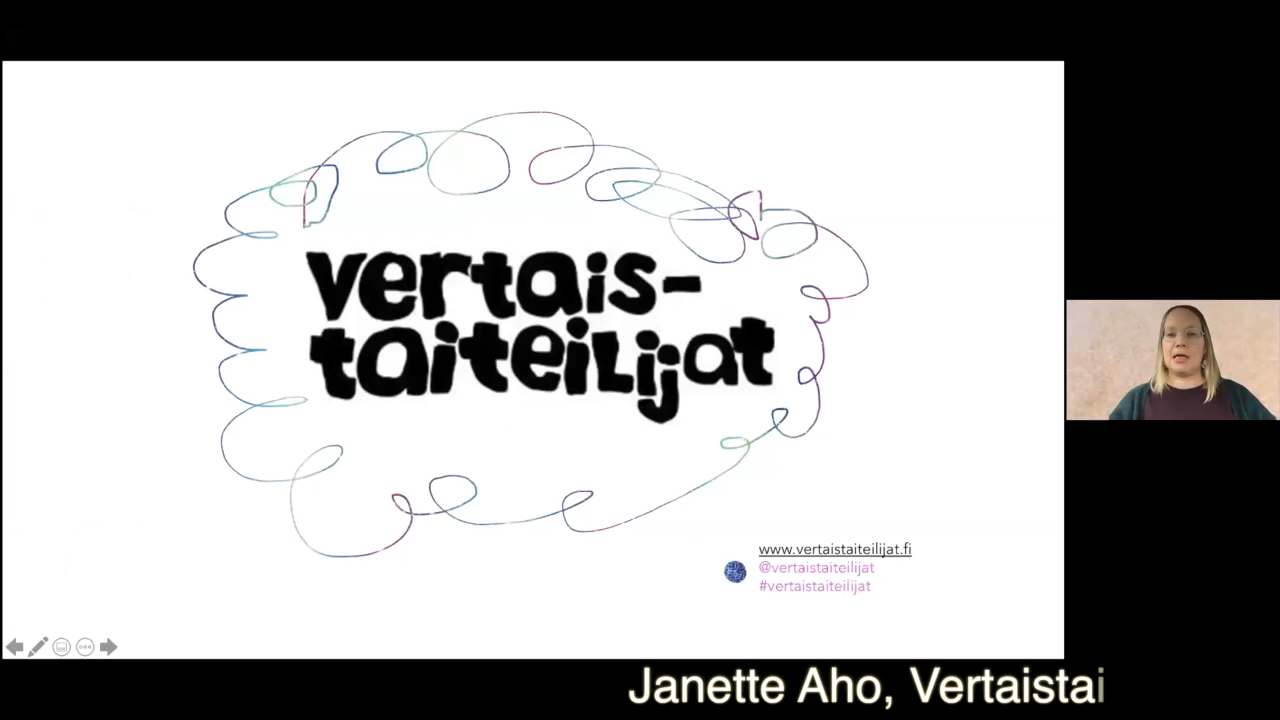 vertais-
taiteilijat
www.vertaistaiteilijat.fi
@vertaistaiteilijat
#vertaistaiteilijat
Janette Aho, Vertaistai